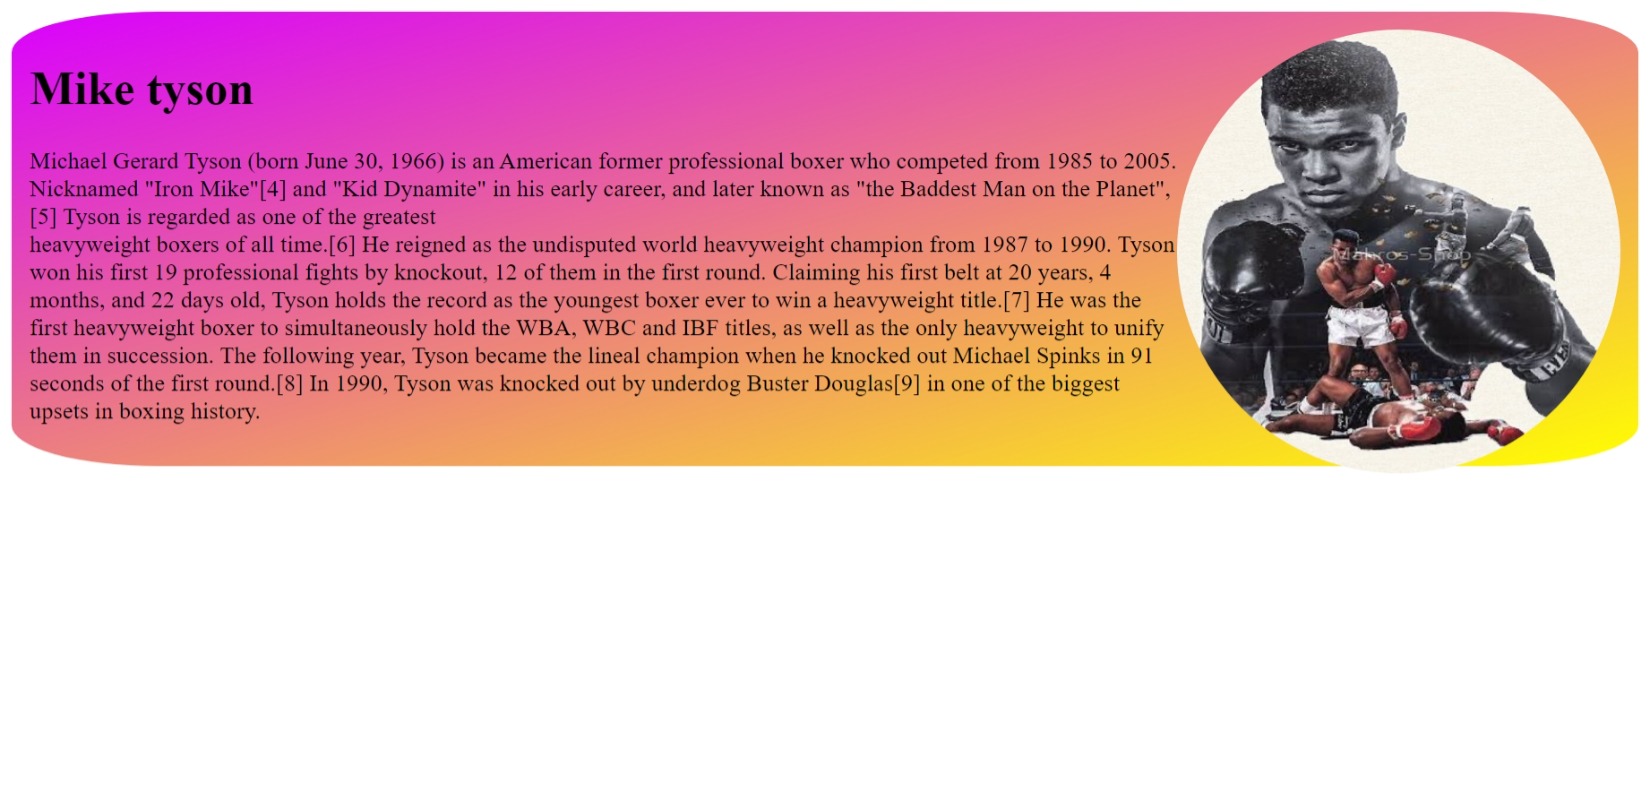 Mike tyson
Michael Gerard Tyson (born June 30, 1966) is an American former professional boxer who competed from 1985 to 2005.
Nicknamed "Iron Mike"[4] and "Kid Dynamite" in his early career, and later known as "the Baddest Man on the Planet",
[5] Tyson is regarded as one of the greatest
heavyweight boxers of all time.[6] He reigned as the undisputed world heavyweight champion from 1987 to 1990. Tyson
won his first 19 professional fights by knockout, 12 of them in the first round. Claiming his first belt at 20 years, 4
months, and 22 days old, Tyson holds the record as the youngest boxer ever to win a heavyweight title.[7] He was the
first heavyweight boxer to simultaneously hold the WBA, WBC and IBF titles, as well as the only heavyweight to unify
them in succession. The following year, Tyson became the lineal champion when he knocked out Michael Spinks in 91
seconds of the first round.[8] In 1990, Tyson was knocked out by underdog Buster Douglas[9] in one of the biggest
upsets in boxing history.